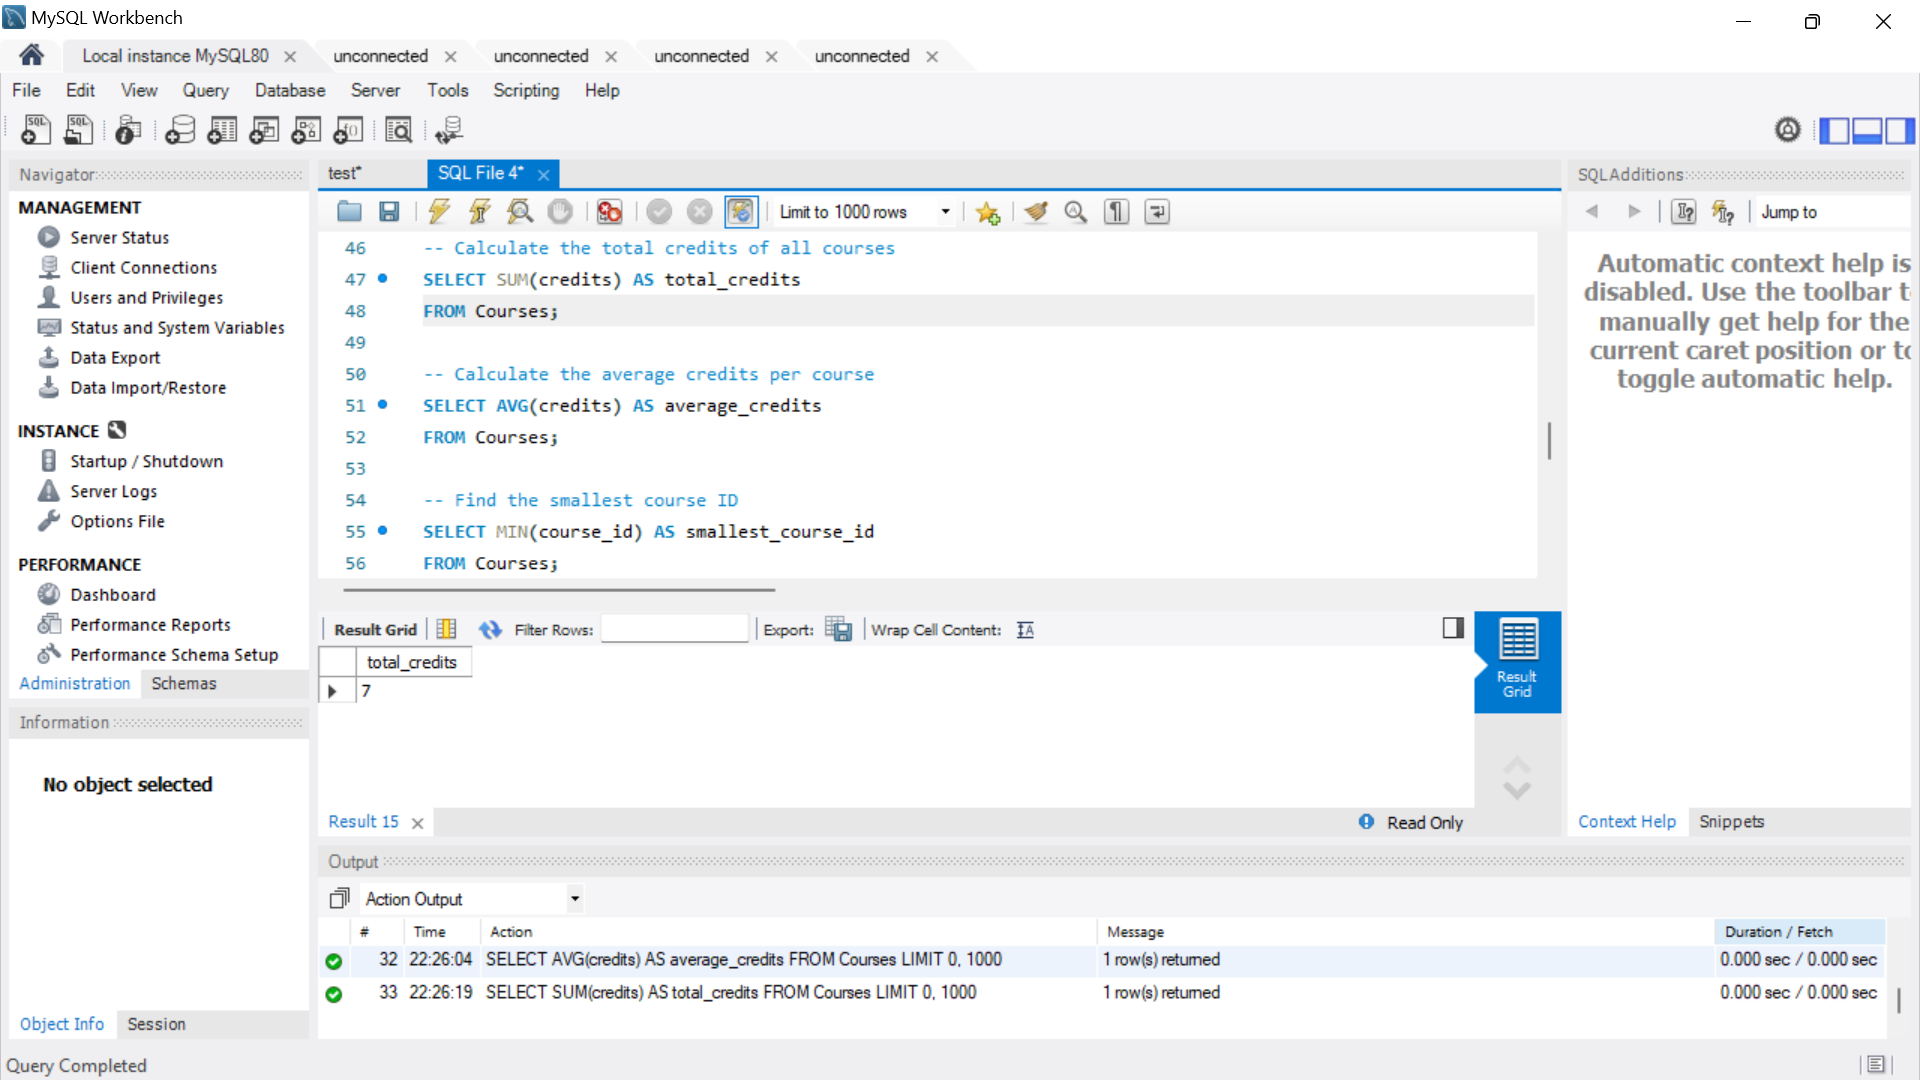 MySQL Workbench
Local instance MySQL80 unconnected unconnected unconnected unconnected
File Edit View Query Database Server Tools Scripting Help
Navigator
MANAGEMENT
Server Status
Client Connections
Users and Privileges
Status and System Variables
Data Export
Data Import/Restore
INSTANCE
Startup / Shutdown
Server Logs
Options File
PERFORMANCE
Dashboard
Performance Reports
Performance Schema Setup
Administration Schemas
Information
No object selected
Object Info Session
test* SQL File 4*
Limit to 1000 rows
46 -- Calculate the total credits of all courses
47 SELECT SUM(credits) AS total_credits
48 FROM Courses;
49
50 -- Calculate the average credits per course
51 SELECT AVG(credits) AS average_credits
52 FROM Courses;
53
54 -- Find the smallest course ID
55 SELECT MIN(course_id) AS smallest_course_id
56 FROM Courses;
Result Grid Filter Rows: Export: Wrap Cell Content:
total_credits
7
Result
Grid
Result 15 Read Only
SQLAdditions
Jump to
Automatic context help is
disabled. Use the toolbar t
manually get help for the
current caret position or to
toggle automatic help.
Context Help Snippets
Output
Action Output
# Time Action Message Duration / Fetch
32 22:26:04 SELECT AVG(credits) AS average_credits FROM Courses LIMIT 0, 1000 1 row(s) returned 0.000 sec / 0.000 sec
33 22:26:19 SELECT SUM(credits) AS total_credits FROM Courses LIMIT 0, 1000 1 row(s) returned 0.000 sec / 0.000 sec
Query Completed